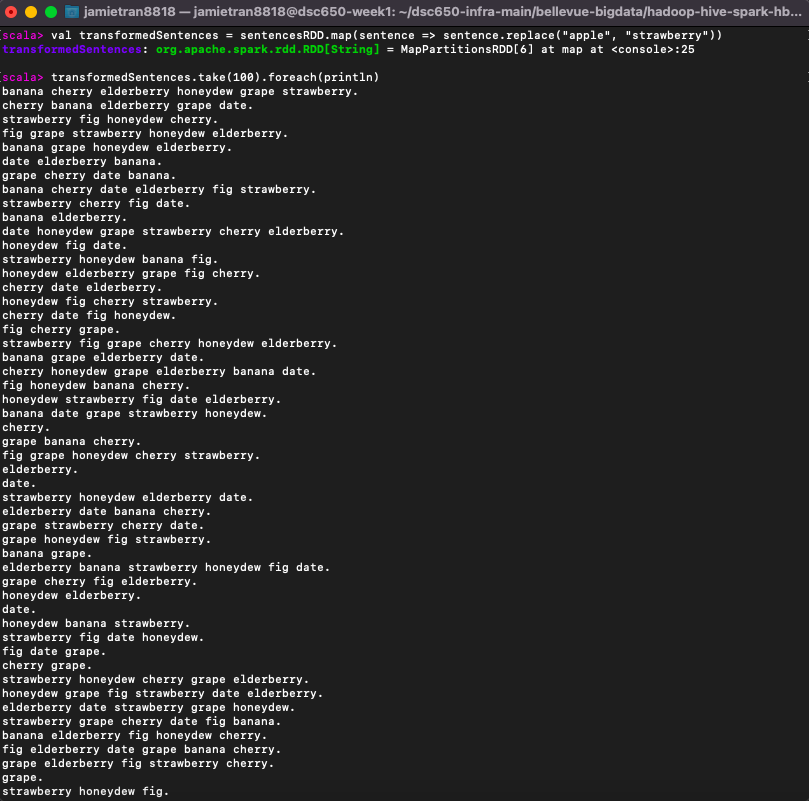 jamietran8818 — jamietran8818@dsc650-week1: ~/dsc650-infra-main/bellevue-bigdata/hadoop-hive-spark-hb...
[scala> val transformedSentences = sentencesRDD.map(sentence => sentence.replace("apple", "strawberry"))
transformedSentences: org.apache.spark.rdd.RDD[String] = MapPartitionsRDD[6] at map at <console>:25
[scala> transformedSentences.take(100).foreach(println)
banana cherry elderberry honeydew grape strawberry.
cherry banana elderberry grape date.
strawberry fig honeydew cherry.
fig grape strawberry honeydew elderberry.
banana grape honeydew elderberry.
date elderberry banana.
grape cherry date banana.
banana cherry date elderberry fig strawberry.
strawberry cherry fig date.
banana elderberry.
date honeydew grape strawberry cherry elderberry.
honeydew fig date.
strawberry honeydew banana fig.
honeydew elderberry grape fig cherry.
cherry date elderberry.
honeydew fig cherry strawberry.
cherry date fig honeydew.
fig cherry grape.
strawberry fig grape cherry honeydew elderberry.
banana grape elderberry date.
cherry honeydew grape elderberry banana date.
fig honeydew banana cherry.
honeydew strawberry fig date elderberry.
banana date grape strawberry honeydew.
cherry.
grape banana cherry.
fig grape honeydew cherry strawberry.
elderberry.
date.
strawberry honeydew elderberry date.
elderberry date banana cherry.
grape strawberry cherry date.
grape honeydew fig strawberry.
banana grape.
elderberry banana strawberry honeydew fig date.
grape cherry fig elderberry.
honeydew elderberry.
date.
honeydew banana strawberry.
strawberry fig date honeydew.
fig date grape.
cherry grape.
strawberry honeydew cherry grape elderberry.
honeydew grape fig strawberry date elderberry.
elderberry date strawberry grape honeydew.
strawberry grape cherry date fig banana.
banana elderberry fig honeydew cherry.
fig elderberry date grape banana cherry.
grape elderberry fig strawberry cherry.
grape.
strawberry honeydew fig.